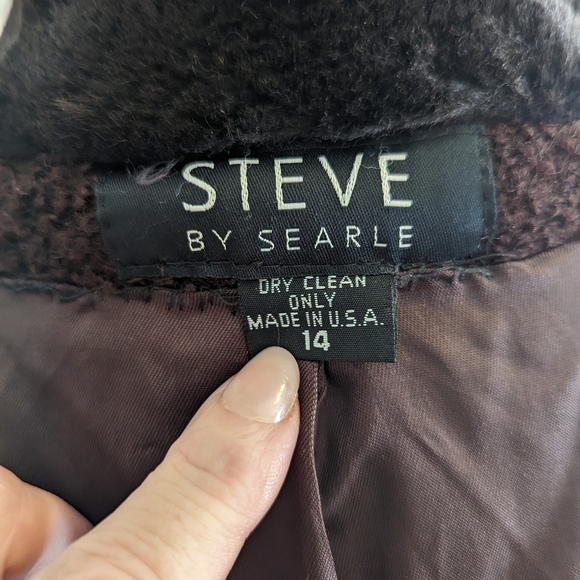 STEVE
BY SEARLE
DRY CLEAN
ONLY
MADE IN U.S.A.
14